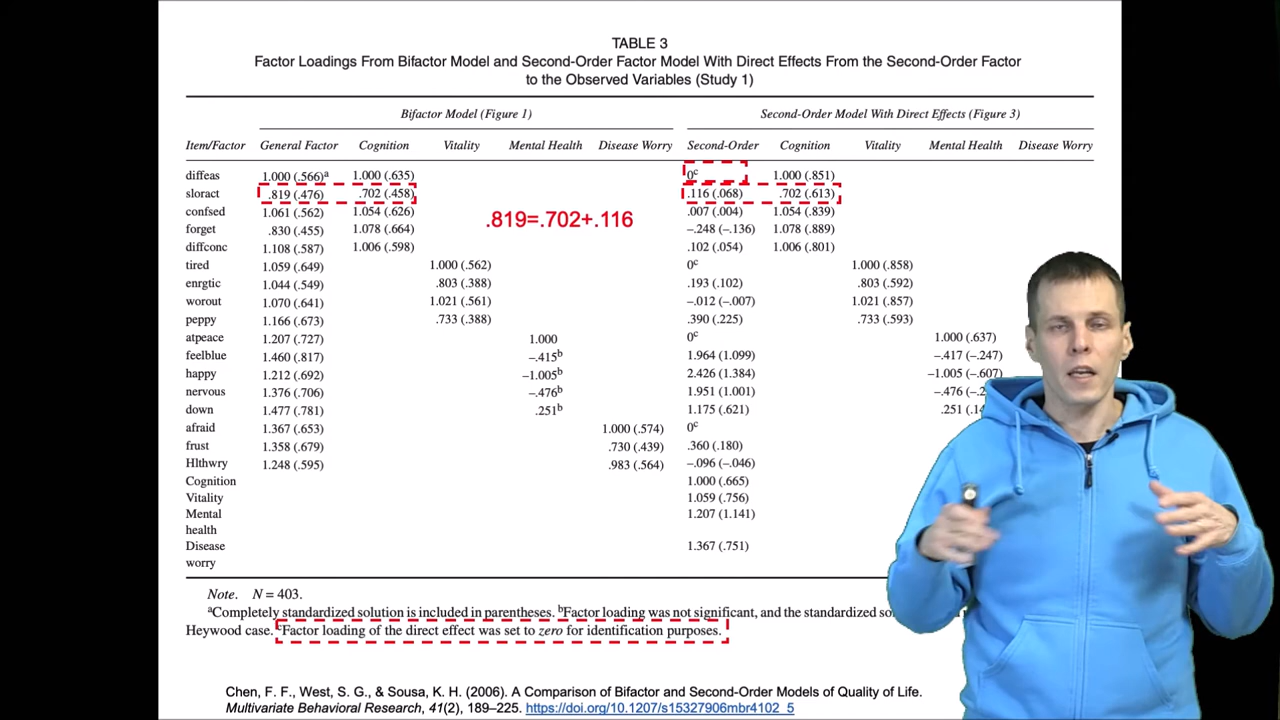 TABLE 3
Factor Loadings From Bifactor Model and Second-Order Factor Model With Direct Effects From the Second-Order Factor
to the Observed Variables (Study 1)
Bifactor Model (Figure 1) Second-Order Model With Direct Effects (Figure 3)
Item/Factor General Factor Cognition Vitality Mental Health Disease Worry Second-Order Cognition Vitality Mental Health Disease Worry
diffeas 1.000 (.566)a 1.000 (.635) 0c 1.000 (.851)
sloract .819 (.476) .702 (.458) .116 (.068) .702 (.613)
confsed 1.061 (.562) 1.054 (.626) .007 (.004) 1.054 (.839)
.819=.702+.116
forget .830 (.455) 1.078 (.664) –.248 (–.136) 1.078 (.889)
diffconc 1.108 (.587) 1.006 (.598) .102 (.054) 1.006 (.801)
tired 1.059 (.649) 1.000 (.562) 0c 1.000 (.858)
enrgtic 1.044 (.549) .803 (.388) .193 (.102) .803 (.592)
worout 1.070 (.641) 1.021 (.561) –.012 (–.007) 1.021 (.857)
peppy 1.166 (.673) .733 (.388) .390 (.225) .733 (.593)
atpeace 1.207 (.727) 1.000 0c 1.000 (.637)
feelblue 1.460 (.817) –.415b 1.964 (1.099) –.417 (–.247)
happy 1.212 (.692) –1.005b 2.426 (1.384) –1.005 (–.607)
nervous 1.376 (.706) –.476b 1.951 (1.001) –.476
down 1.477 (.781) .251b 1.175 (.621) .251
afraid 1.367 (.653) 1.000 (.574) 0c
frust 1.358 (.679) .730 (.439) .360 (.180)
Hlthwry 1.248 (.595) .983 (.564) –.096 (–.046)
Cognition 1.000 (.665)
Vitality 1.059 (.756)
Mental 1.207 (1.141)
health
Disease 1.367 (.751)
worry
Note. N = 403.
aCompletely standardized solution is included in parentheses. bFactor loading was not significant, and the standardized
Heywood case. cFactor loading of the direct effect was set to zero for identification purposes.
Chen, F. F., West, S. G., & Sousa, K. H. (2006). A Comparison of Bifactor and Second-Order Models of Quality of Life.
Multivariate Behavioral Research, 41(2), 189–225. https://doi.org/10.1207/s15327906mbr4102_5